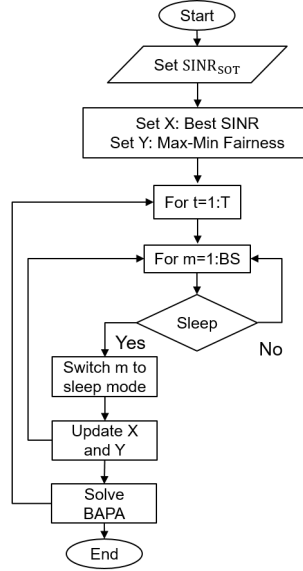 Start
Set SINR_SOT
Set X: Best SINR
Set Y: Max-Min Fairness
For t=1:T
For m=1:BS
Sleep
Yes
No
Switch m to
sleep mode
Update X
and Y
Solve
BAPA
End